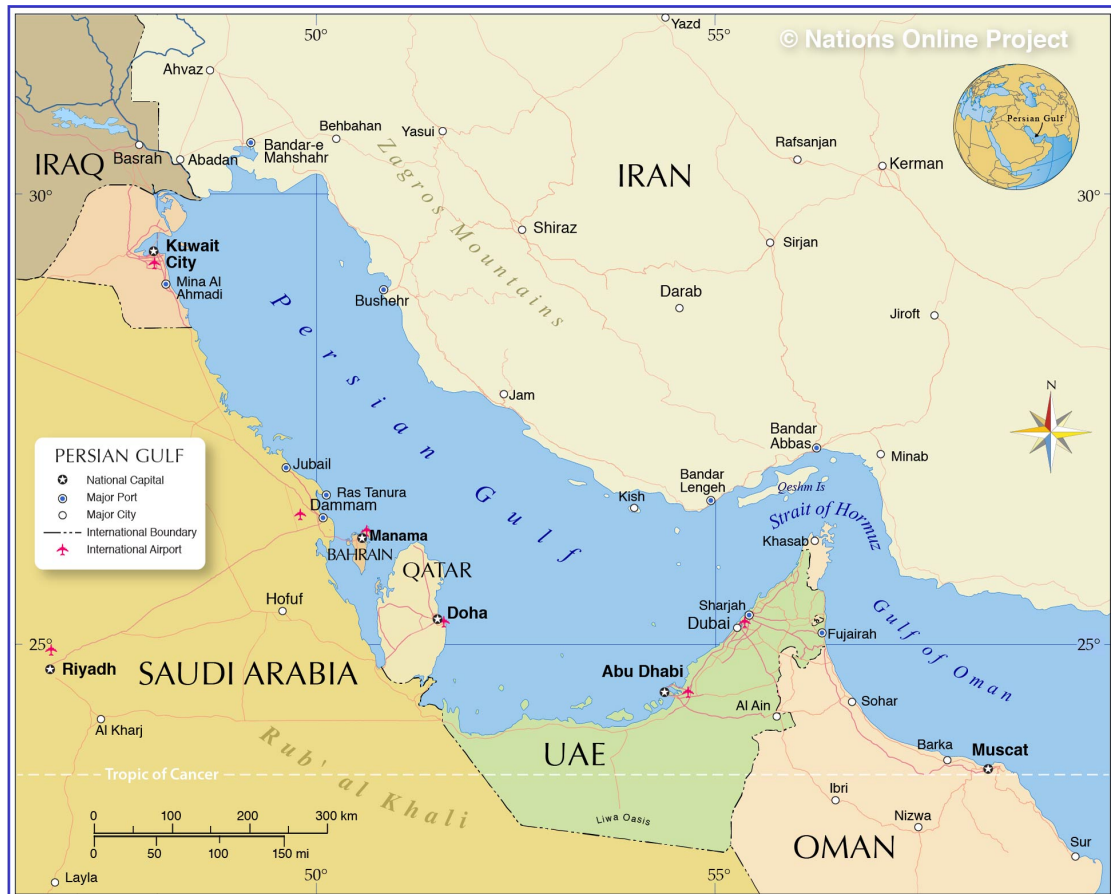 50°
55°
Yazd
© Nations Online Project
Ahvaz
Persian Gulf
Behbahan
Yasui
Bandar-e
Mahshahr
Basrah
Abadan
Rafsanjan
Kerman
IRAQ
IRAN
30°
30°
Zagros Mountains
Shiraz
Sirjan
Kuwait
City
Mina Al
Ahmadi
Bushehr
Darab
Jiroft
Persian Gulf
Jam
N
Bandar
Abbas
Minab
PERSIAN GULF
National Capital
Major Port
Major City
International Boundary
International Airport
Jubail
Ras Tanura
Dammam
Kish
Bandar
Lengeh
Qeshm Is
Strait of Hormuz
Manama
BAHRAIN
Khasab
QATAR
Hofuf
Doha
Sharjah
Dubai
Fujairah
Gulf of Oman
25°
25°
Riyadh
SAUDI ARABIA
Abu Dhabi
Al Ain
Sohar
Al Kharj
Rub' al Khali
UAE
Barka
Muscat
Tropic of Cancer
Ibri
0 100 200 300 km
0 50 100 150 mi
Liwa Oasis
Nizwa
OMAN
Sur
Layla
50°
55°